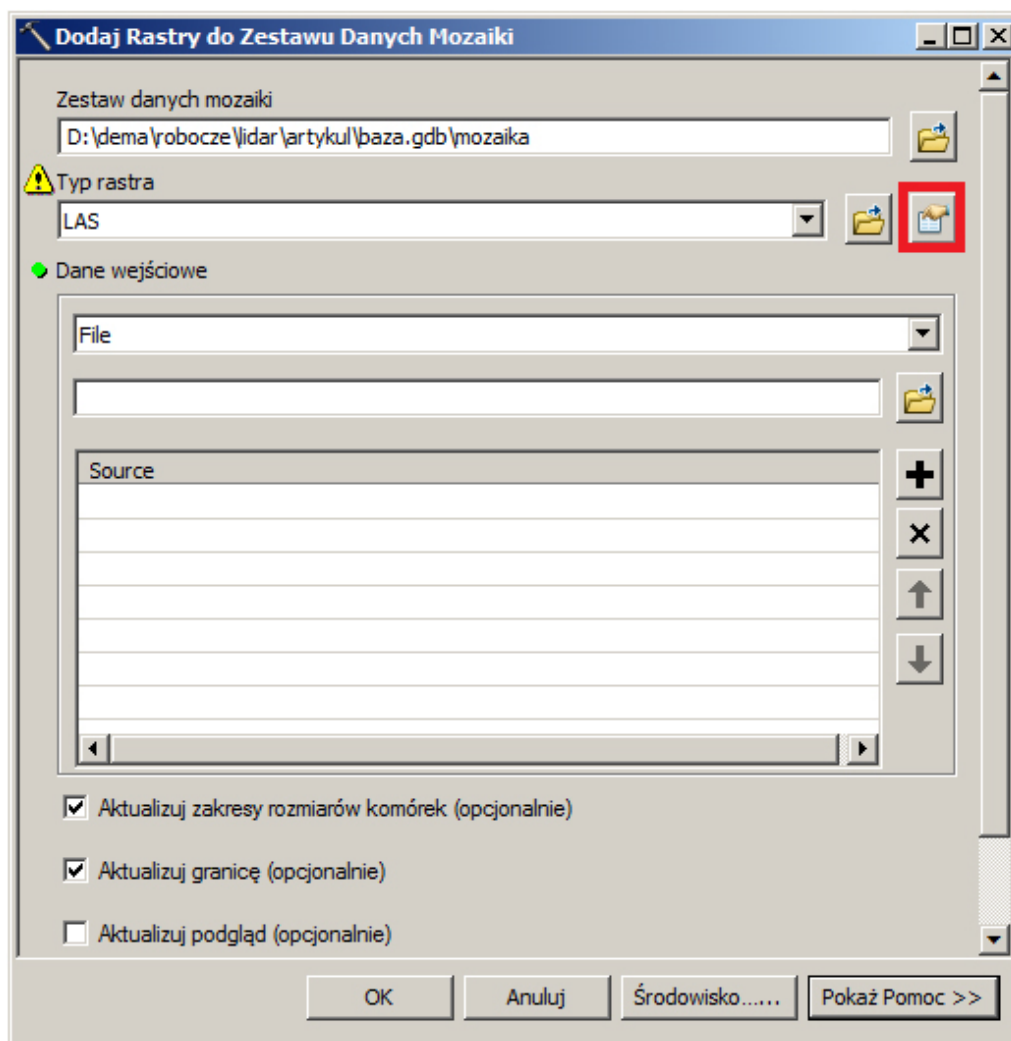 Dodaj Rastry do Zestawu Danych Mozaiki
Zestaw danych mozaiki
D:\dema\robocze\lidar\artykul\baza.gdb\mozaika
Typ rastra
LAS
Dane wejściowe
File
Source
Aktualizuj zakresy rozmiarów komórek (opcjonalnie)
Aktualizuj granicę (opcjonalnie)
Aktualizuj podgląd (opcjonalnie)
OK
Anuluj
Środowisko......
Pokaż Pomoc >>